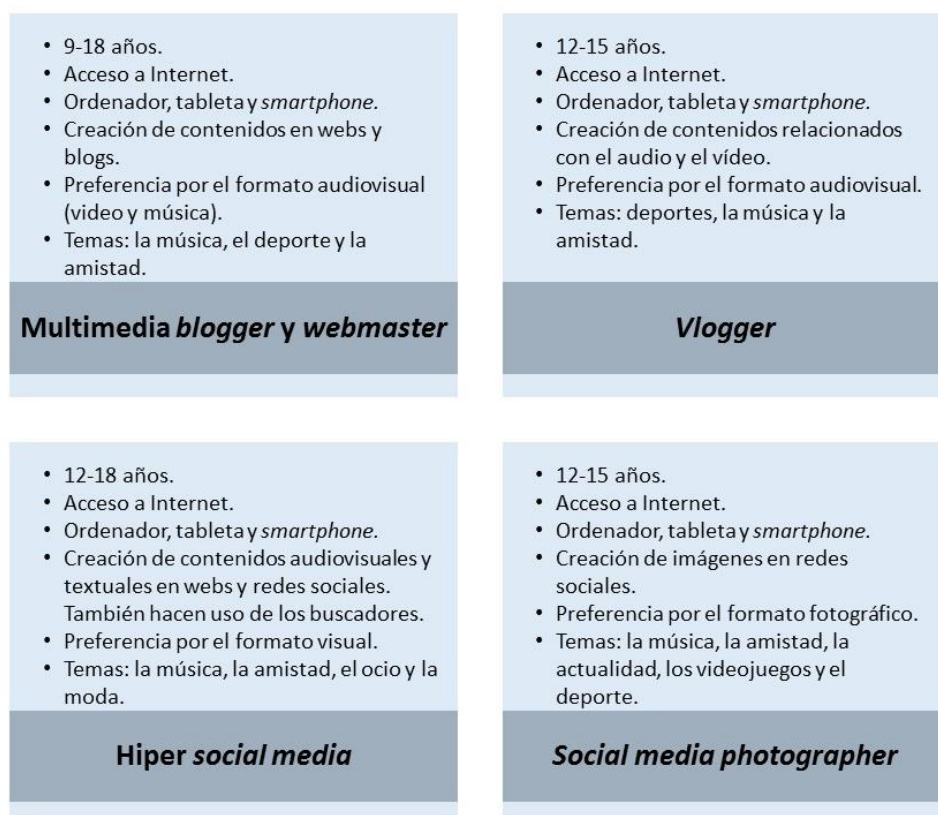 • 9-18 años.
• Acceso a Internet.
• Ordenador, tableta y smartphone.
• Creación de contenidos en webs y
blogs.
• Preferencia por el formato audiovisual
(video y música).
• Temas: la música, el deporte y la
amistad.
Multimedia blogger y webmaster
• 12-15 años.
• Acceso a Internet.
• Ordenador, tableta y smartphone.
• Creación de contenidos relacionados
con el audio y el vídeo.
• Preferencia por el formato audiovisual.
• Temas: deportes, la música y la
amistad.
Vlogger
• 12-18 años.
• Acceso a Internet.
• Ordenador, tableta y smartphone.
• Creación de contenidos audiovisuales y
textuales en webs y redes sociales.
También hacen uso de los buscadores.
• Preferencia por el formato visual.
• Temas: la música, la amistad, el ocio y la
moda.
Hiper social media
• 12-15 años.
• Acceso a Internet.
• Ordenador, tableta y smartphone.
• Creación de imágenes en redes
sociales.
• Preferencia por el formato fotográfico.
• Temas: la música, la amistad, la
actualidad, los videojuegos y el
deporte.
Social media photographer